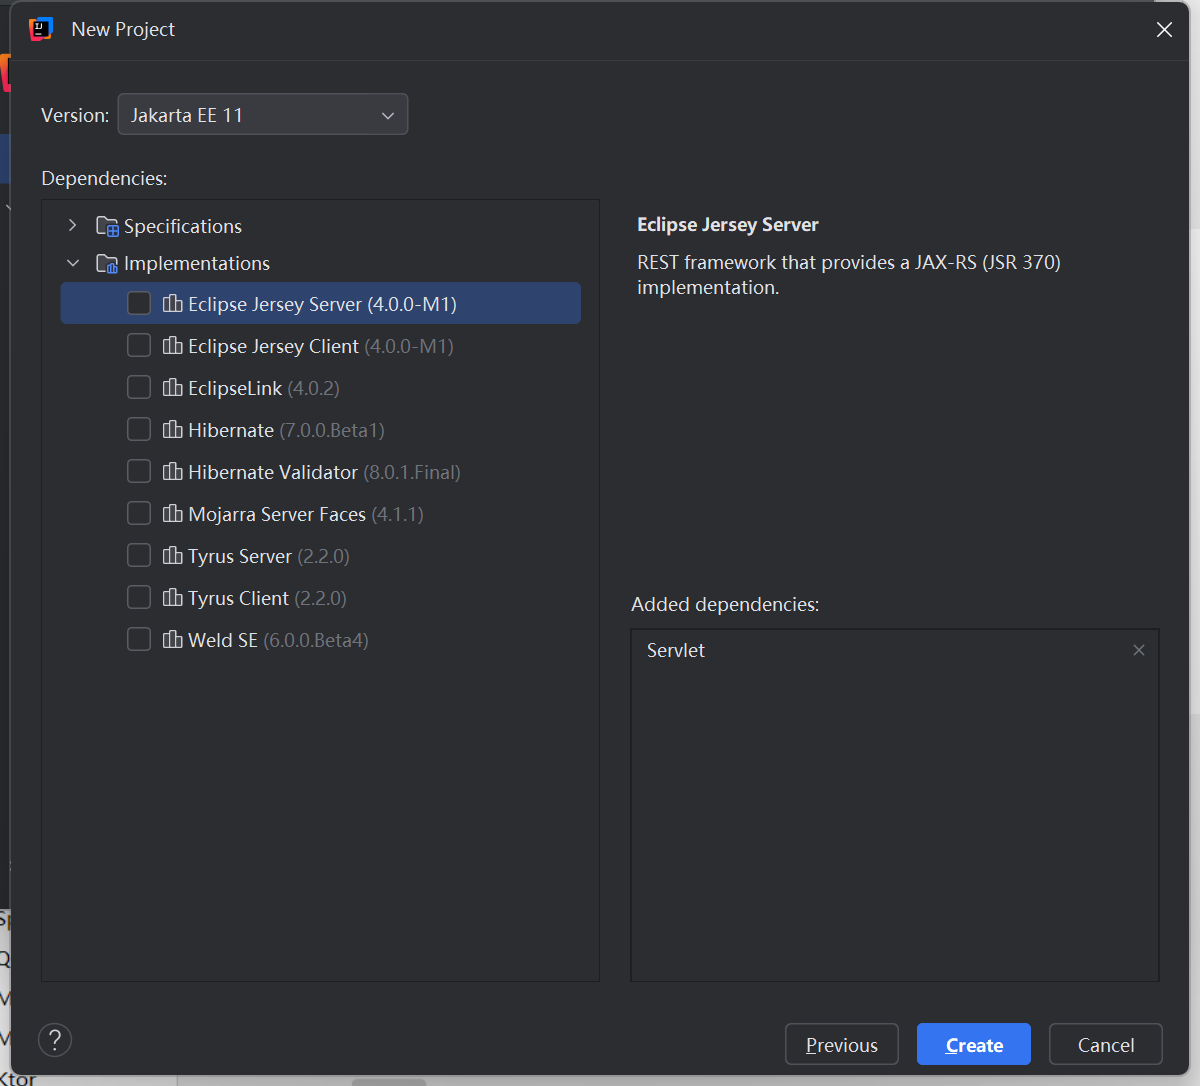 New Project
Version: Jakarta EE 11
Dependencies:
Specifications
Implementations
Eclipse Jersey Server (4.0.0-M1)
Eclipse Jersey Client (4.0.0-M1)
EclipseLink (4.0.2)
Hibernate (7.0.0.Beta1)
Hibernate Validator (8.0.1.Final)
Mojarra Server Faces (4.1.1)
Tyrus Server (2.2.0)
Tyrus Client (2.2.0)
Weld SE (6.0.0.Beta4)
Eclipse Jersey Server
REST framework that provides a JAX-RS (JSR 370)
implementation.
Added dependencies:
Servlet
?
Previous
Create
Cancel
Ktor